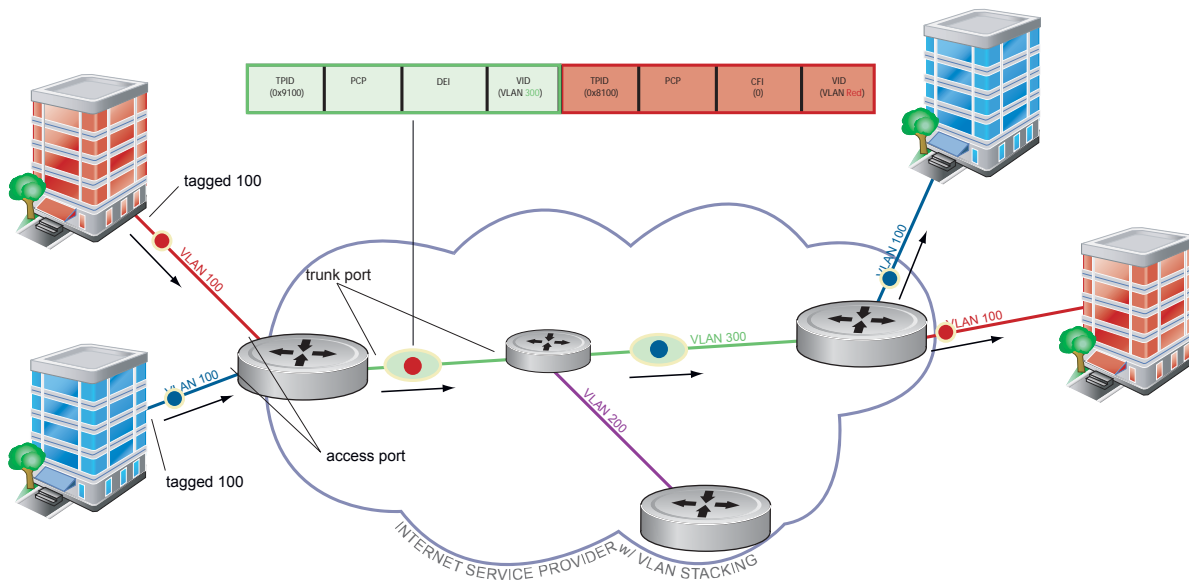 TPID
(0x9100)
PCP
DEI
VID
(VLAN 300)
TPID
(0x8100)
PCP
CFI
(0)
VID
(VLAN Red)
tagged 100
VLAN 100
trunk port
VLAN 100
VLAN 300
VLAN 100
VLAN 100
VLAN 200
access port
tagged 100
INTERNET SERVICE PROVIDER w/ VLAN STACKING